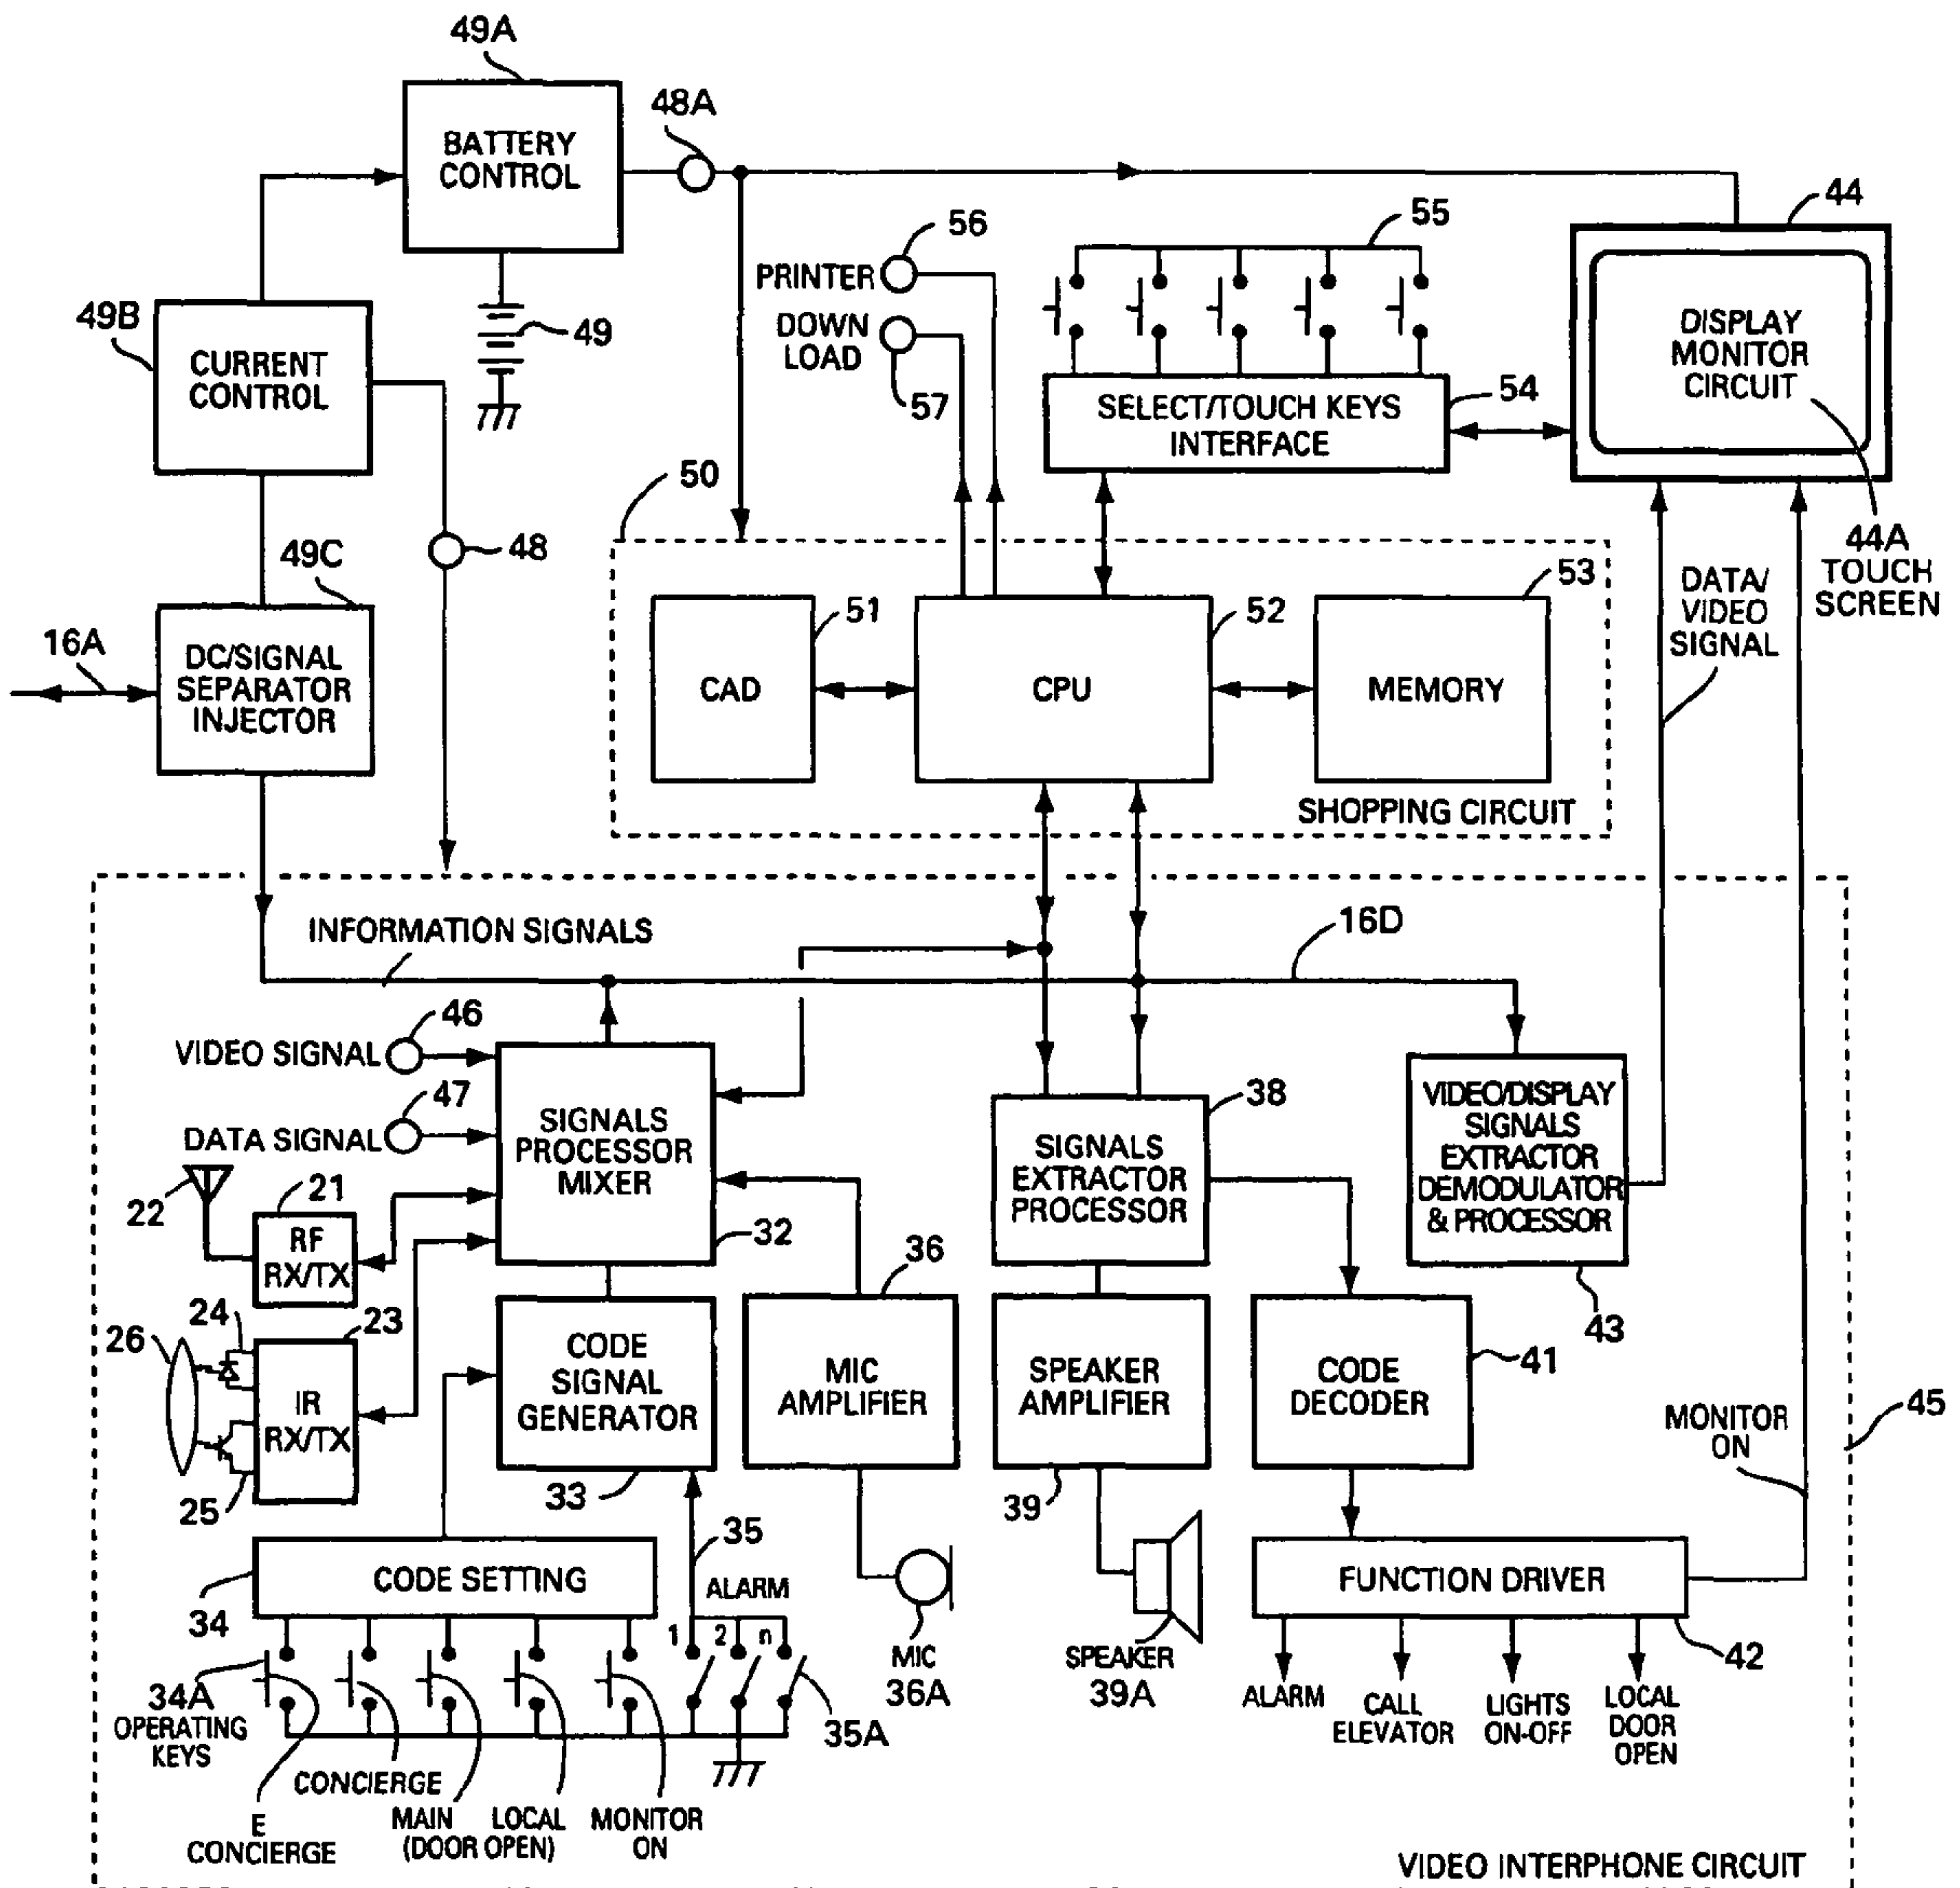 49A
BATTERY
CONTROL
48A
44
56
55
PRINTER
DOWN
LOAD
57
49B
CURRENT
CONTROL
49
DISPLAY
MONITOR
CIRCUIT
SELECT/TOUCH KEYS
INTERFACE
54
50
48
49C
44A
TOUCH
SCREEN
DATA/
VIDEO
SIGNAL
53
51
52
16A
DC/SIGNAL
SEPARATOR
INJECTOR
CAD
CPU
MEMORY
SHOPPING CIRCUIT
INFORMATION SIGNALS
16D
46
VIDEO SIGNAL
47
DATA SIGNAL
SIGNALS
PROCESSOR
MIXER
38
SIGNALS
EXTRACTOR
PROCESSOR
VIDEO/DISPLAY
SIGNALS
EXTRACTOR
DEMODULATOR
& PROCESSOR
22
21
RF
RX/TX
32
36
43
24
23
26
IR
RX/TX
25
CODE
SIGNAL
GENERATOR
33
MIC
AMPLIFIER
SPEAKER
AMPLIFIER
39
CODE
DECODER
41
MONITOR
ON
45
35
34
CODE SETTING
ALARM
1
2
n
FUNCTION DRIVER
42
MIC
36A
SPEAKER
39A
34A
OPERATING
KEYS
35A
ALARM
CALL
ELEVATOR
LIGHTS
ON-OFF
LOCAL
DOOR
OPEN
E
CONCIERGE
CONCIERGE
MAIN LOCAL
(DOOR OPEN)
MONITOR
ON
VIDEO INTERPHONE CIRCUIT